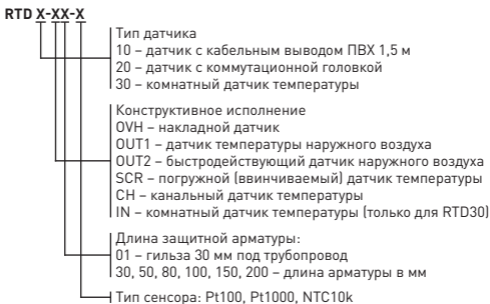 RTD X-XX-X
Тип датчика
10 – датчик с кабельным выводом ПВХ 1,5 м
20 – датчик с коммутационной головкой
30 – комнатный датчик температуры
Конструктивное исполнение
OVH – накладной датчик
OUT1 – датчик температуры наружного воздуха
OUT2 – быстродействующий датчик наружного воздуха
SCR – погружной (ввинчиваемый) датчик температуры
CH – канальный датчик температуры
IN – комнатный датчик температуры (только для RTD30)
Длина защитной арматуры:
01 – гильза 30 мм под трубопровод
30, 50, 80, 100, 150, 200 – длина арматуры в мм
Тип сенсора: Pt100, Pt1000, NTC10k